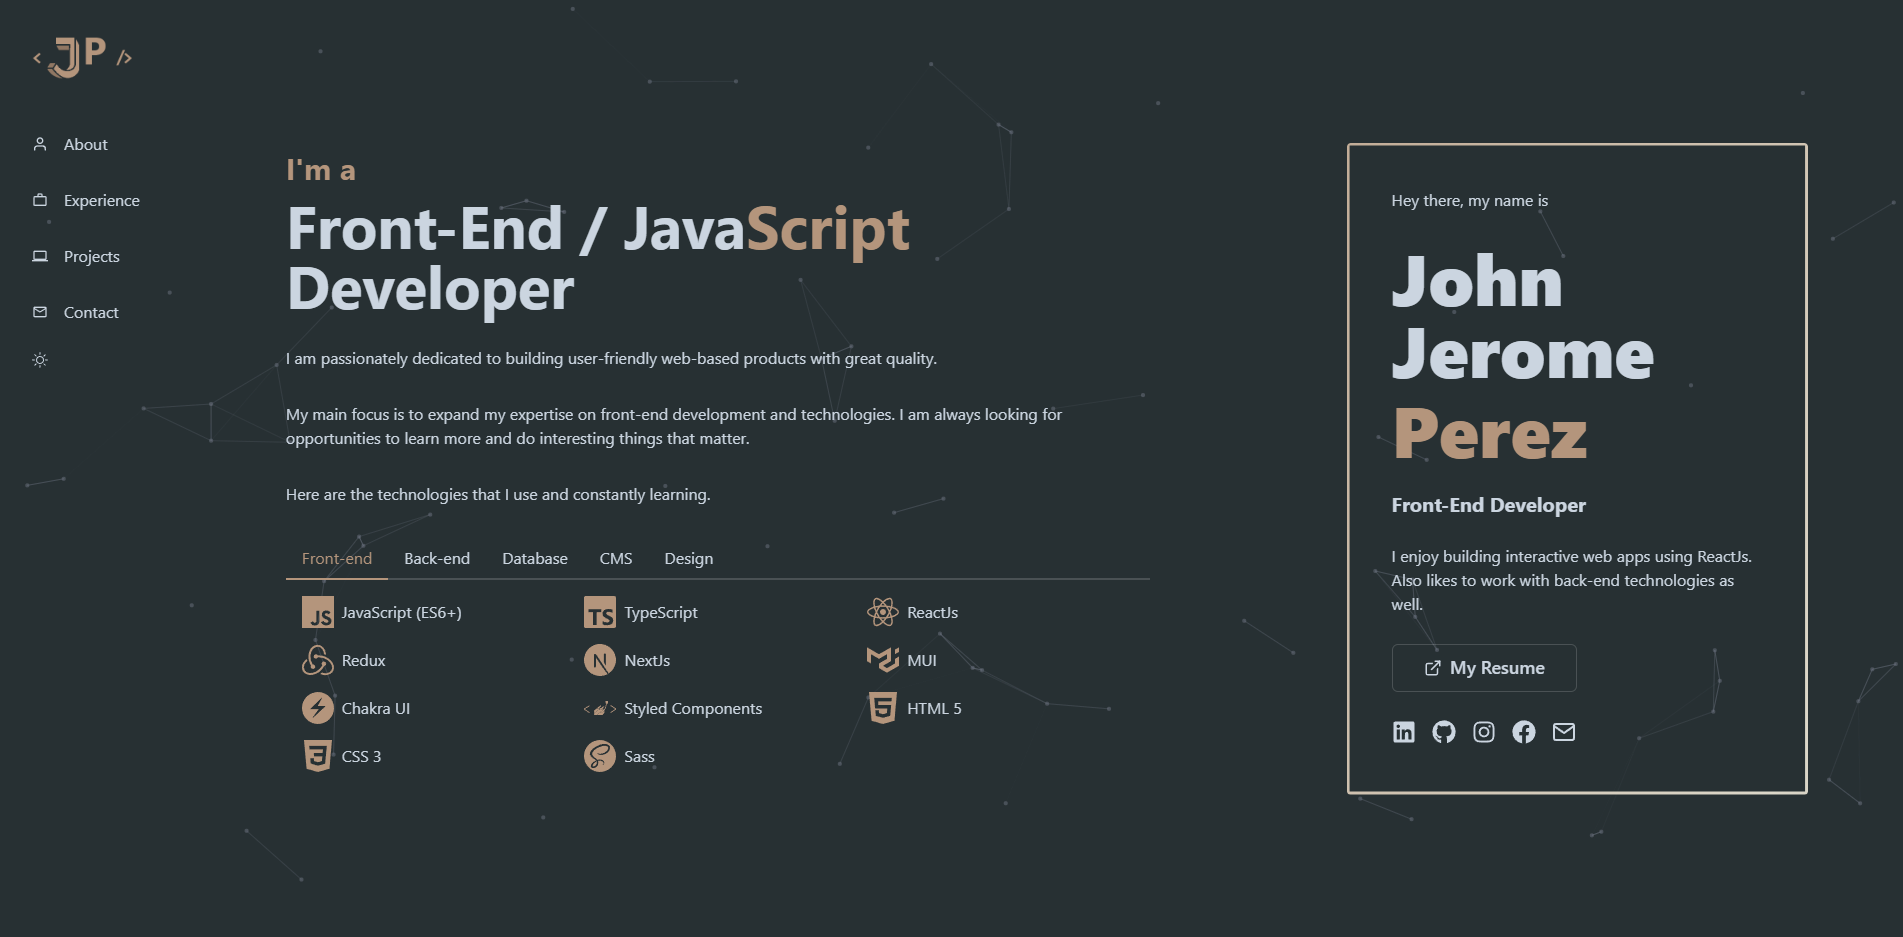 < JP />
About
Experience
Projects
Contact
I'm a
Front-End / JavaScript
Developer
I am passionately dedicated to building user-friendly web-based products with great quality.
My main focus is to expand my expertise on front-end development and technologies. I am always looking for
opportunities to learn more and do interesting things that matter.
Here are the technologies that I use and constantly learning.
Front-end Back-end Database CMS Design
JS JavaScript (ES6+) TS TypeScript ReactJs
Redux N NextJs MUI
Chakra UI < > Styled Components 5 HTML 5
3 CSS 3 S Sass
Hey there, my name is
John
Jerome
Perez
Front-End Developer
I enjoy building interactive web apps using ReactJs.
Also likes to work with back-end technologies as
well.
My Resume
in